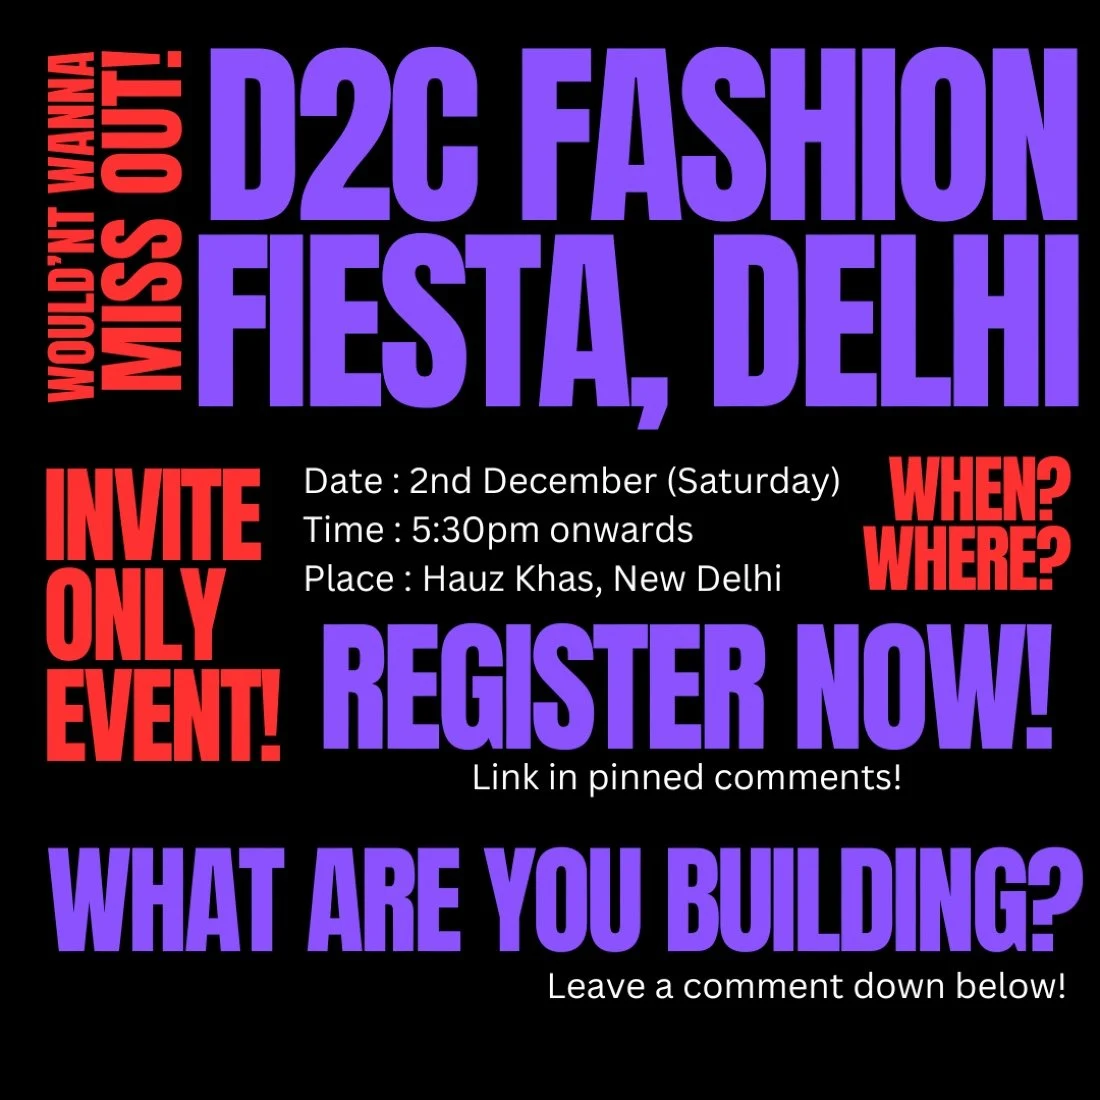 WOULD'NT WANNA
MISS OUT!
D2C FASHION
FIESTA, DELHI
INVITE
ONLY
EVENT!
Date : 2nd December (Saturday)
Time : 5:30pm onwards
Place : Hauz Khas, New Delhi
WHEN?
WHERE?
REGISTER NOW!
Link in pinned comments!
WHAT ARE YOU BUILDING?
Leave a comment down below!